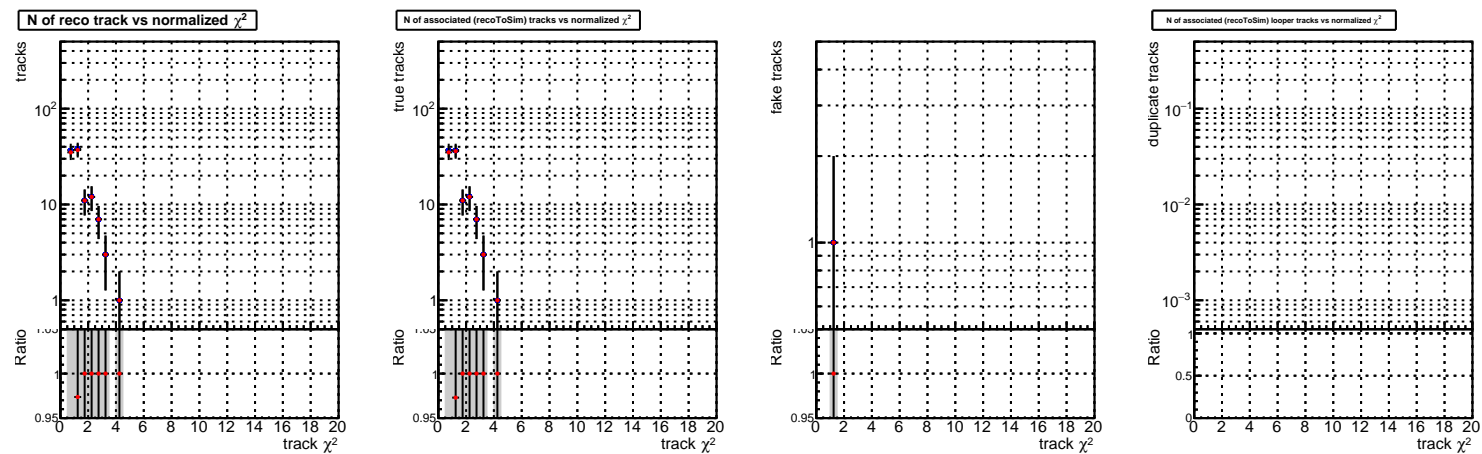 N of reco track vs normalized χ²
tracks
10²
10
1
Ratio
1.05
1
0.95
0 2 4 6 8 10 12 14 16 18 20
track χ²
N of associated (recoToSim) tracks vs normalized χ²
true tracks
10²
10
1
Ratio
1.05
1
0.95
0 2 4 6 8 10 12 14 16 18 20
track χ²
fake tracks
1
Ratio
1.05
1
0.95
0 2 4 6 8 10 12 14 16 18 20
track χ²
N of associated (recoToSim) looper tracks vs normalized χ²
duplicate tracks
10⁻¹
10⁻²
10⁻³
Ratio
1
0.5
0
0 2 4 6 8 10 12 14 16 18 20
track χ²